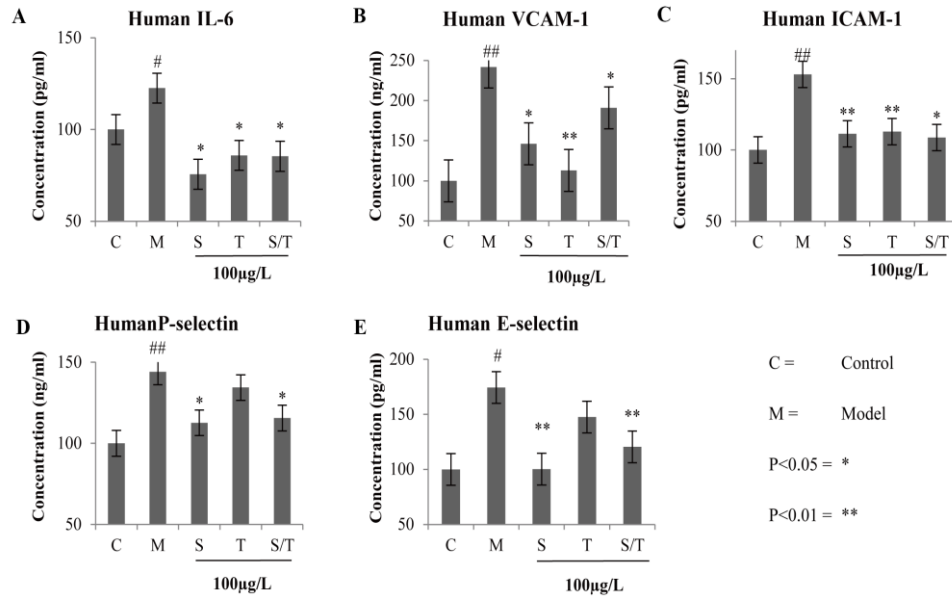 A
Human IL-6
Concentration (pg/ml)
150
100
50
#
*
*
*
C M S T S/T
100µg/L
B
Human VCAM-1
Concentration (pg/ml)
250
200
150
100
50
##
*
**
*
C M S T S/T
100µg/L
C
Human ICAM-1
Concentration (pg/ml)
150
100
50
##
**
**
*
C M S T S/T
100µg/L
D
HumanP-selectin
Concentration (ng/ml)
150
100
50
##
*
*
C M S T S/T
100µg/L
E
Human E-selectin
Concentration (pg/ml)
200
150
100
50
#
**
**
C M S T S/T
100µg/L
C = Control
M = Model
P<0.05 = *
P<0.01 = **